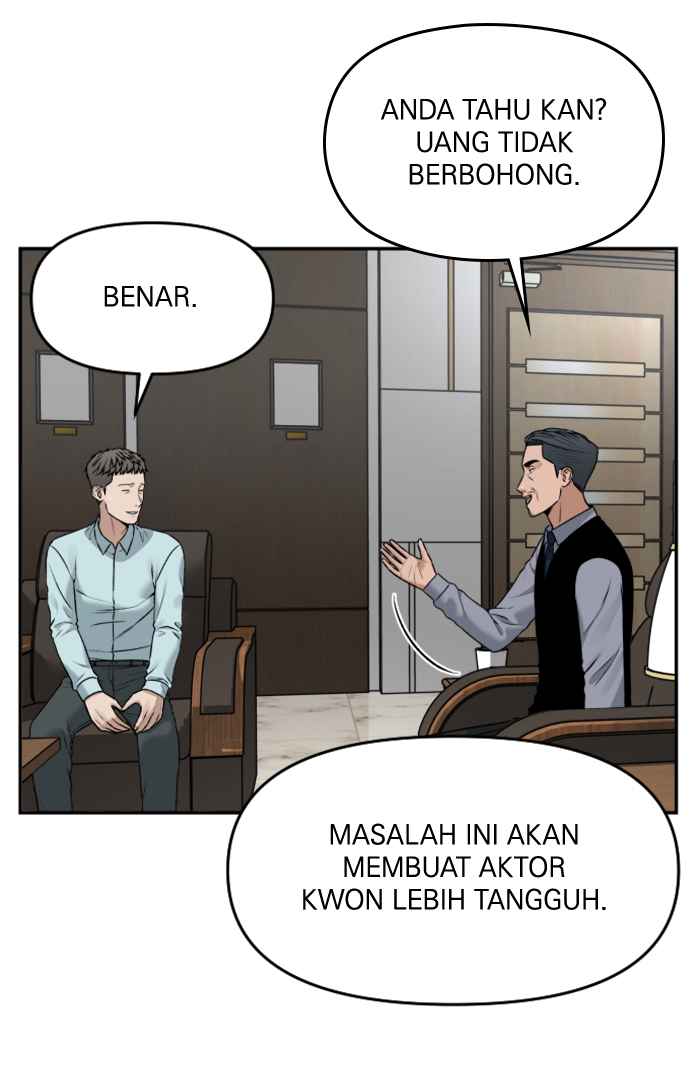 ANDA TAHU KAN?
UANG TIDAK
BERBOHONG.
BENAR.
MASALAH INI AKAN
MEMBUAT AKTOR
KWON LEBIH TANGGUH.